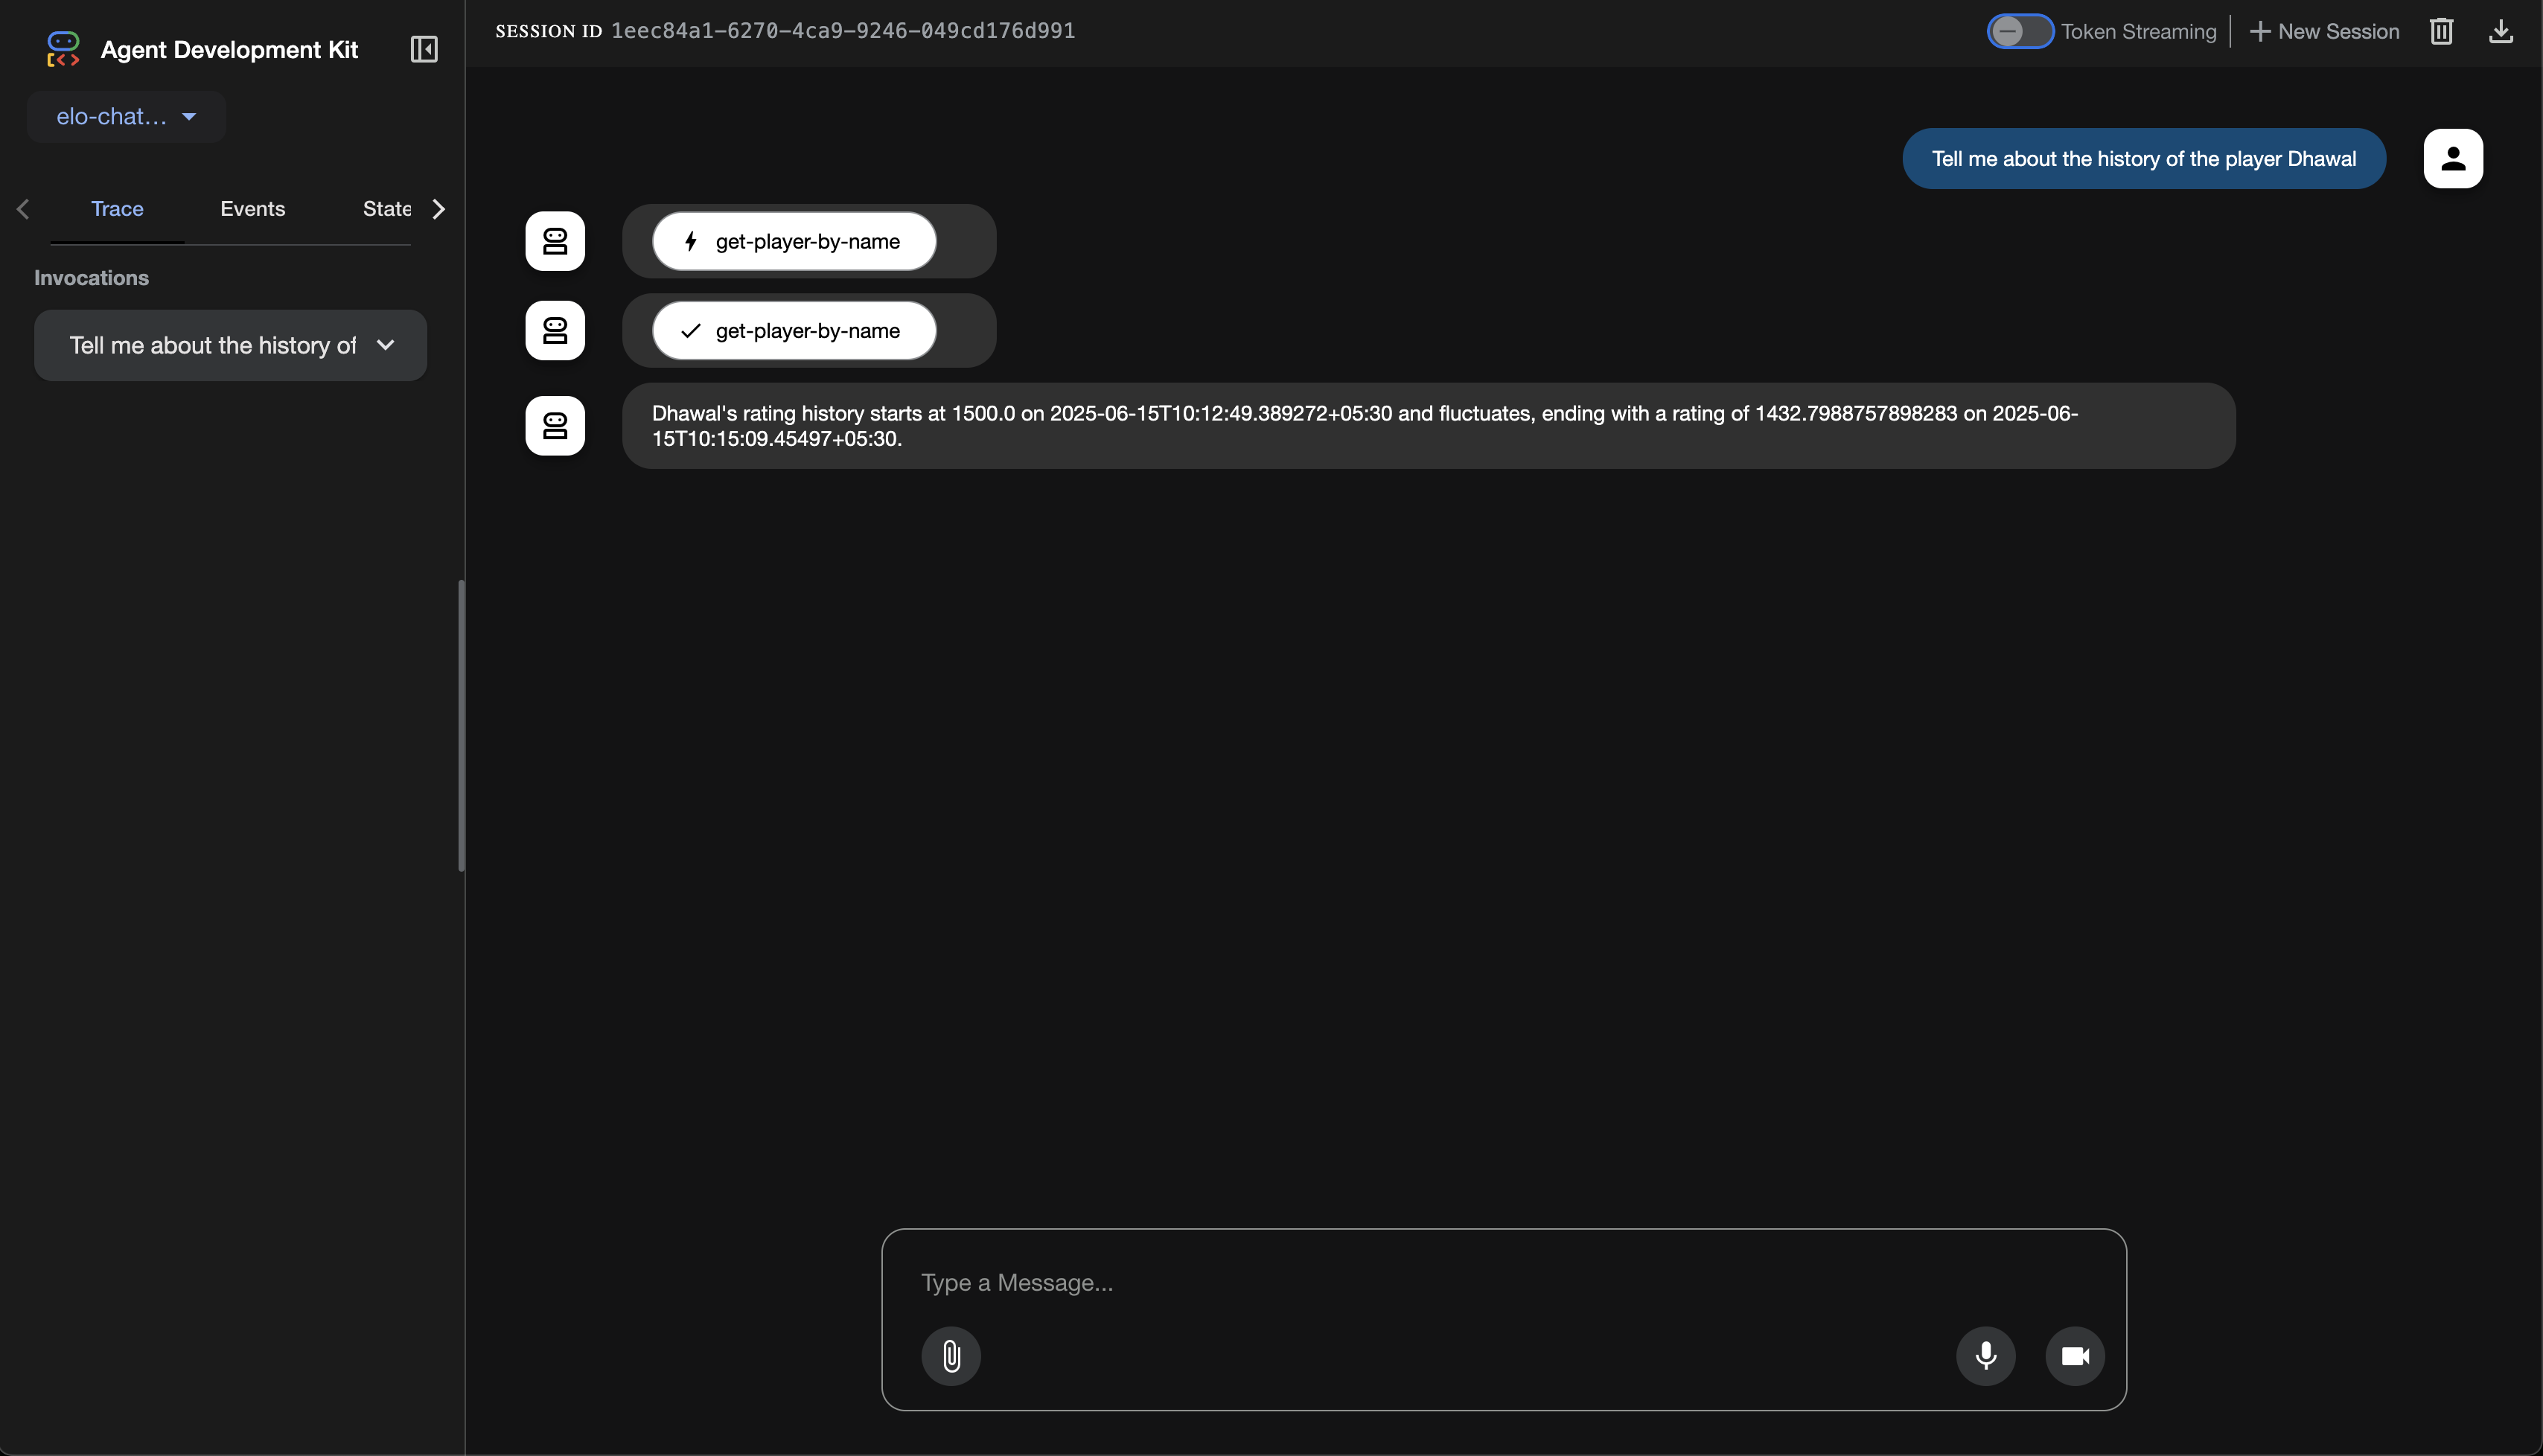 Agent Development Kit
elo-chat...
Trace
Events
State
Invocations
Tell me about the history of
SESSION ID 1eec84a1-6270-4ca9-9246-049cd176d991
Token Streaming
New Session
Tell me about the history of the player Dhawal
get-player-by-name
get-player-by-name
Dhawal's rating history starts at 1500.0 on 2025-06-15T10:12:49.389272+05:30 and fluctuates, ending with a rating of 1432.7988757898283 on 2025-06-
15T10:15:09.45497+05:30.
Type a Message...